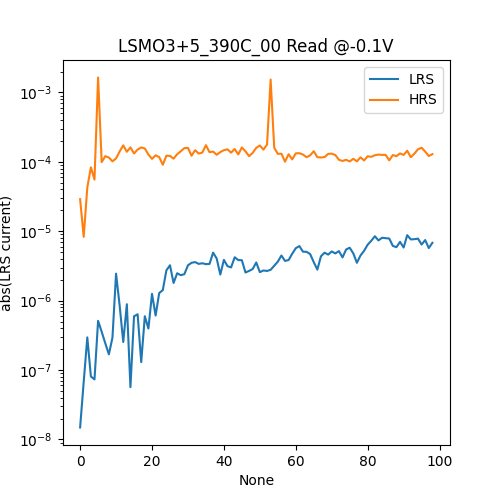 LSMO3+5_390C_00 Read @-0.1V
LRS
HRS
10⁻³
10⁻⁴
10⁻⁵
10⁻⁶
10⁻⁷
10⁻⁸
abs(LRS current)
0 20 40 60 80 100
None